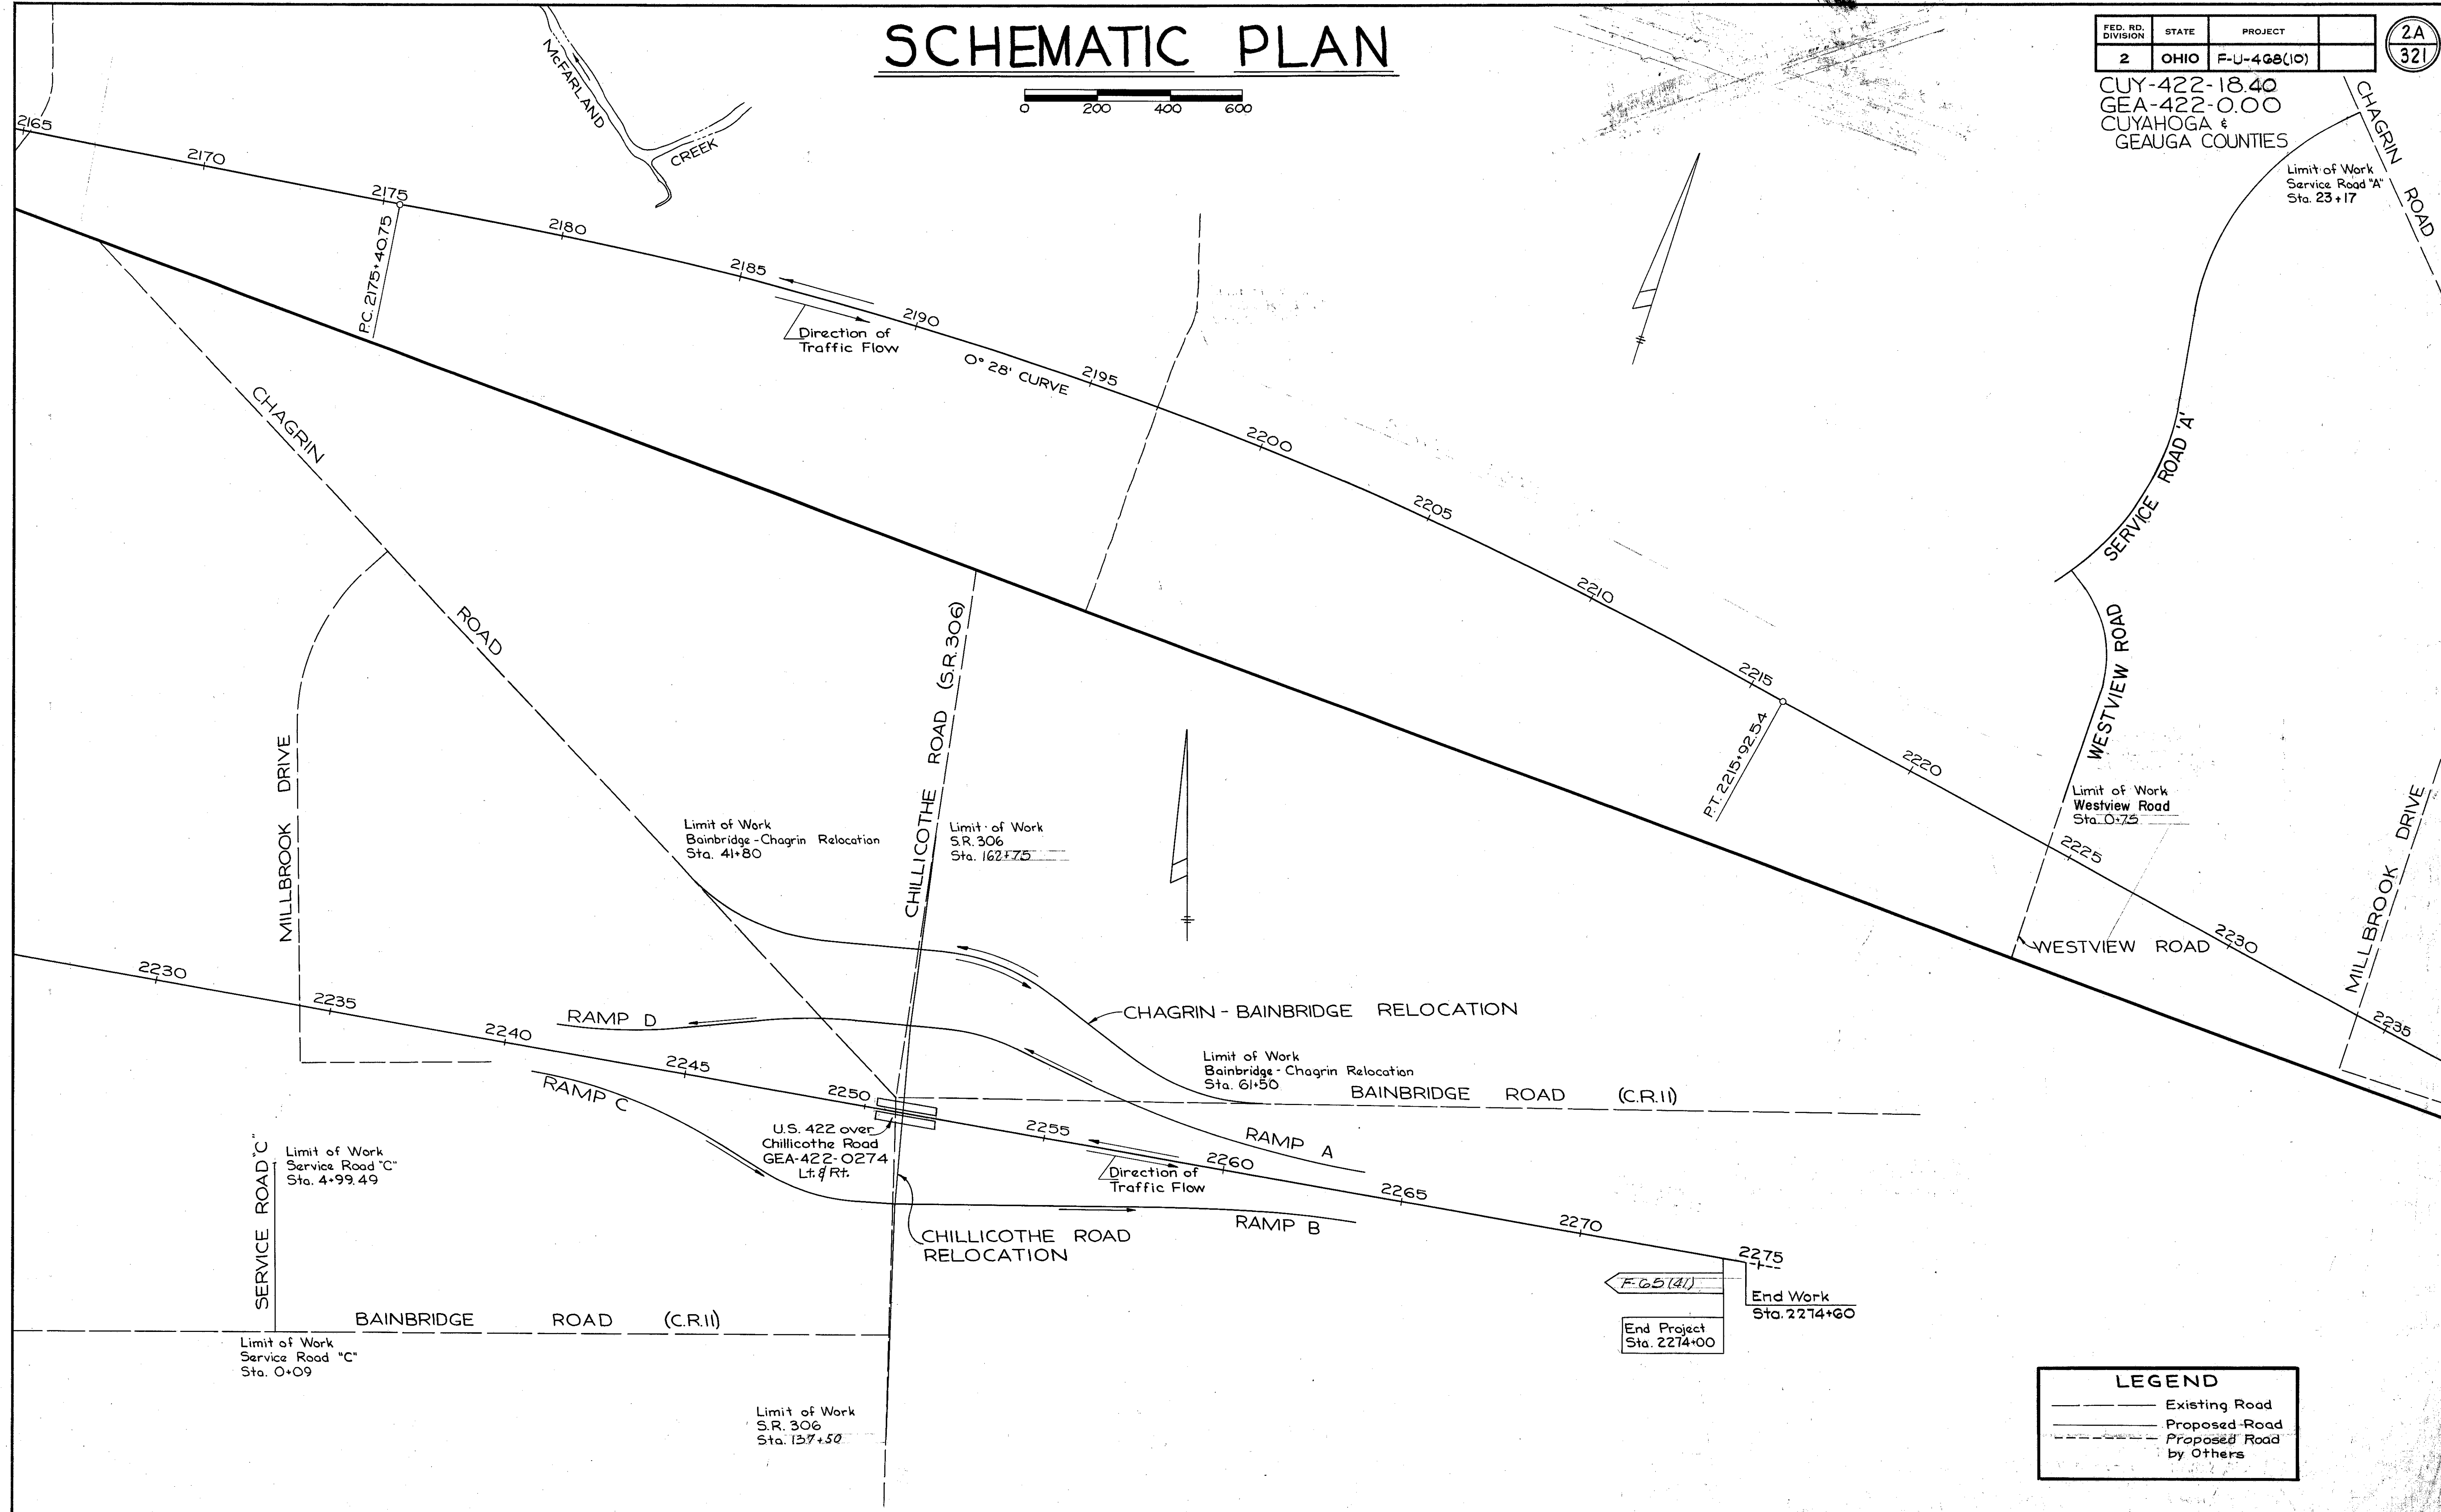 SCHEMATIC PLAN
0 200 400 600
FED. RD. DIVISION STATE PROJECT
2 OHIO F-U-468(10)
2A
321
CUY-422-18.40
GEA-422-0.00
CUYAHOGA &
GEAUGA COUNTIES
McFARLAND
CREEK
CHAGRIN ROAD
Limit of Work
Service Road "A"
Sta. 23+17
2165
2170
2175
P.C. 2175+40.75
2180
2185
Direction of
Traffic Flow
2190
0° 28' CURVE
2195
2200
2205
2210
2215
P.T. 2215+92.54
2220
2225
2230
2235
SERVICE ROAD 'A'
WESTVIEW ROAD
Limit of Work
Westview Road
Sta. 0+75
WESTVIEW ROAD
MILLBROOK DRIVE
CHAGRIN ROAD
MILLBROOK DRIVE
CHILLICOTHE ROAD (S.R. 306)
Limit of Work
Bainbridge - Chagrin Relocation
Sta. 41+80
Limit of Work
S.R. 306
Sta. 162+75
CHAGRIN - BAINBRIDGE RELOCATION
Limit of Work
Bainbridge - Chagrin Relocation
Sta. 61+50
BAINBRIDGE ROAD (C.R.11)
2230
2235
2240
2245
2250
2255
2260
2265
2270
2275
RAMP D
RAMP C
RAMP A
RAMP B
U.S. 422 over
Chillicothe Road
GEA-422-0274
Lt. & Rt.
Direction of
Traffic Flow
CHILLICOTHE ROAD
RELOCATION
SERVICE ROAD "C"
Limit of Work
Service Road "C"
Sta. 4+99.49
BAINBRIDGE ROAD (C.R.11)
Limit of Work
Service Road "C"
Sta. 0+09
Limit of Work
S.R. 306
Sta. 137+50
F-65(41)
End Work
Sta. 2274+60
End Project
Sta. 2274+00
LEGEND
Existing Road
Proposed Road
Proposed Road
by Others